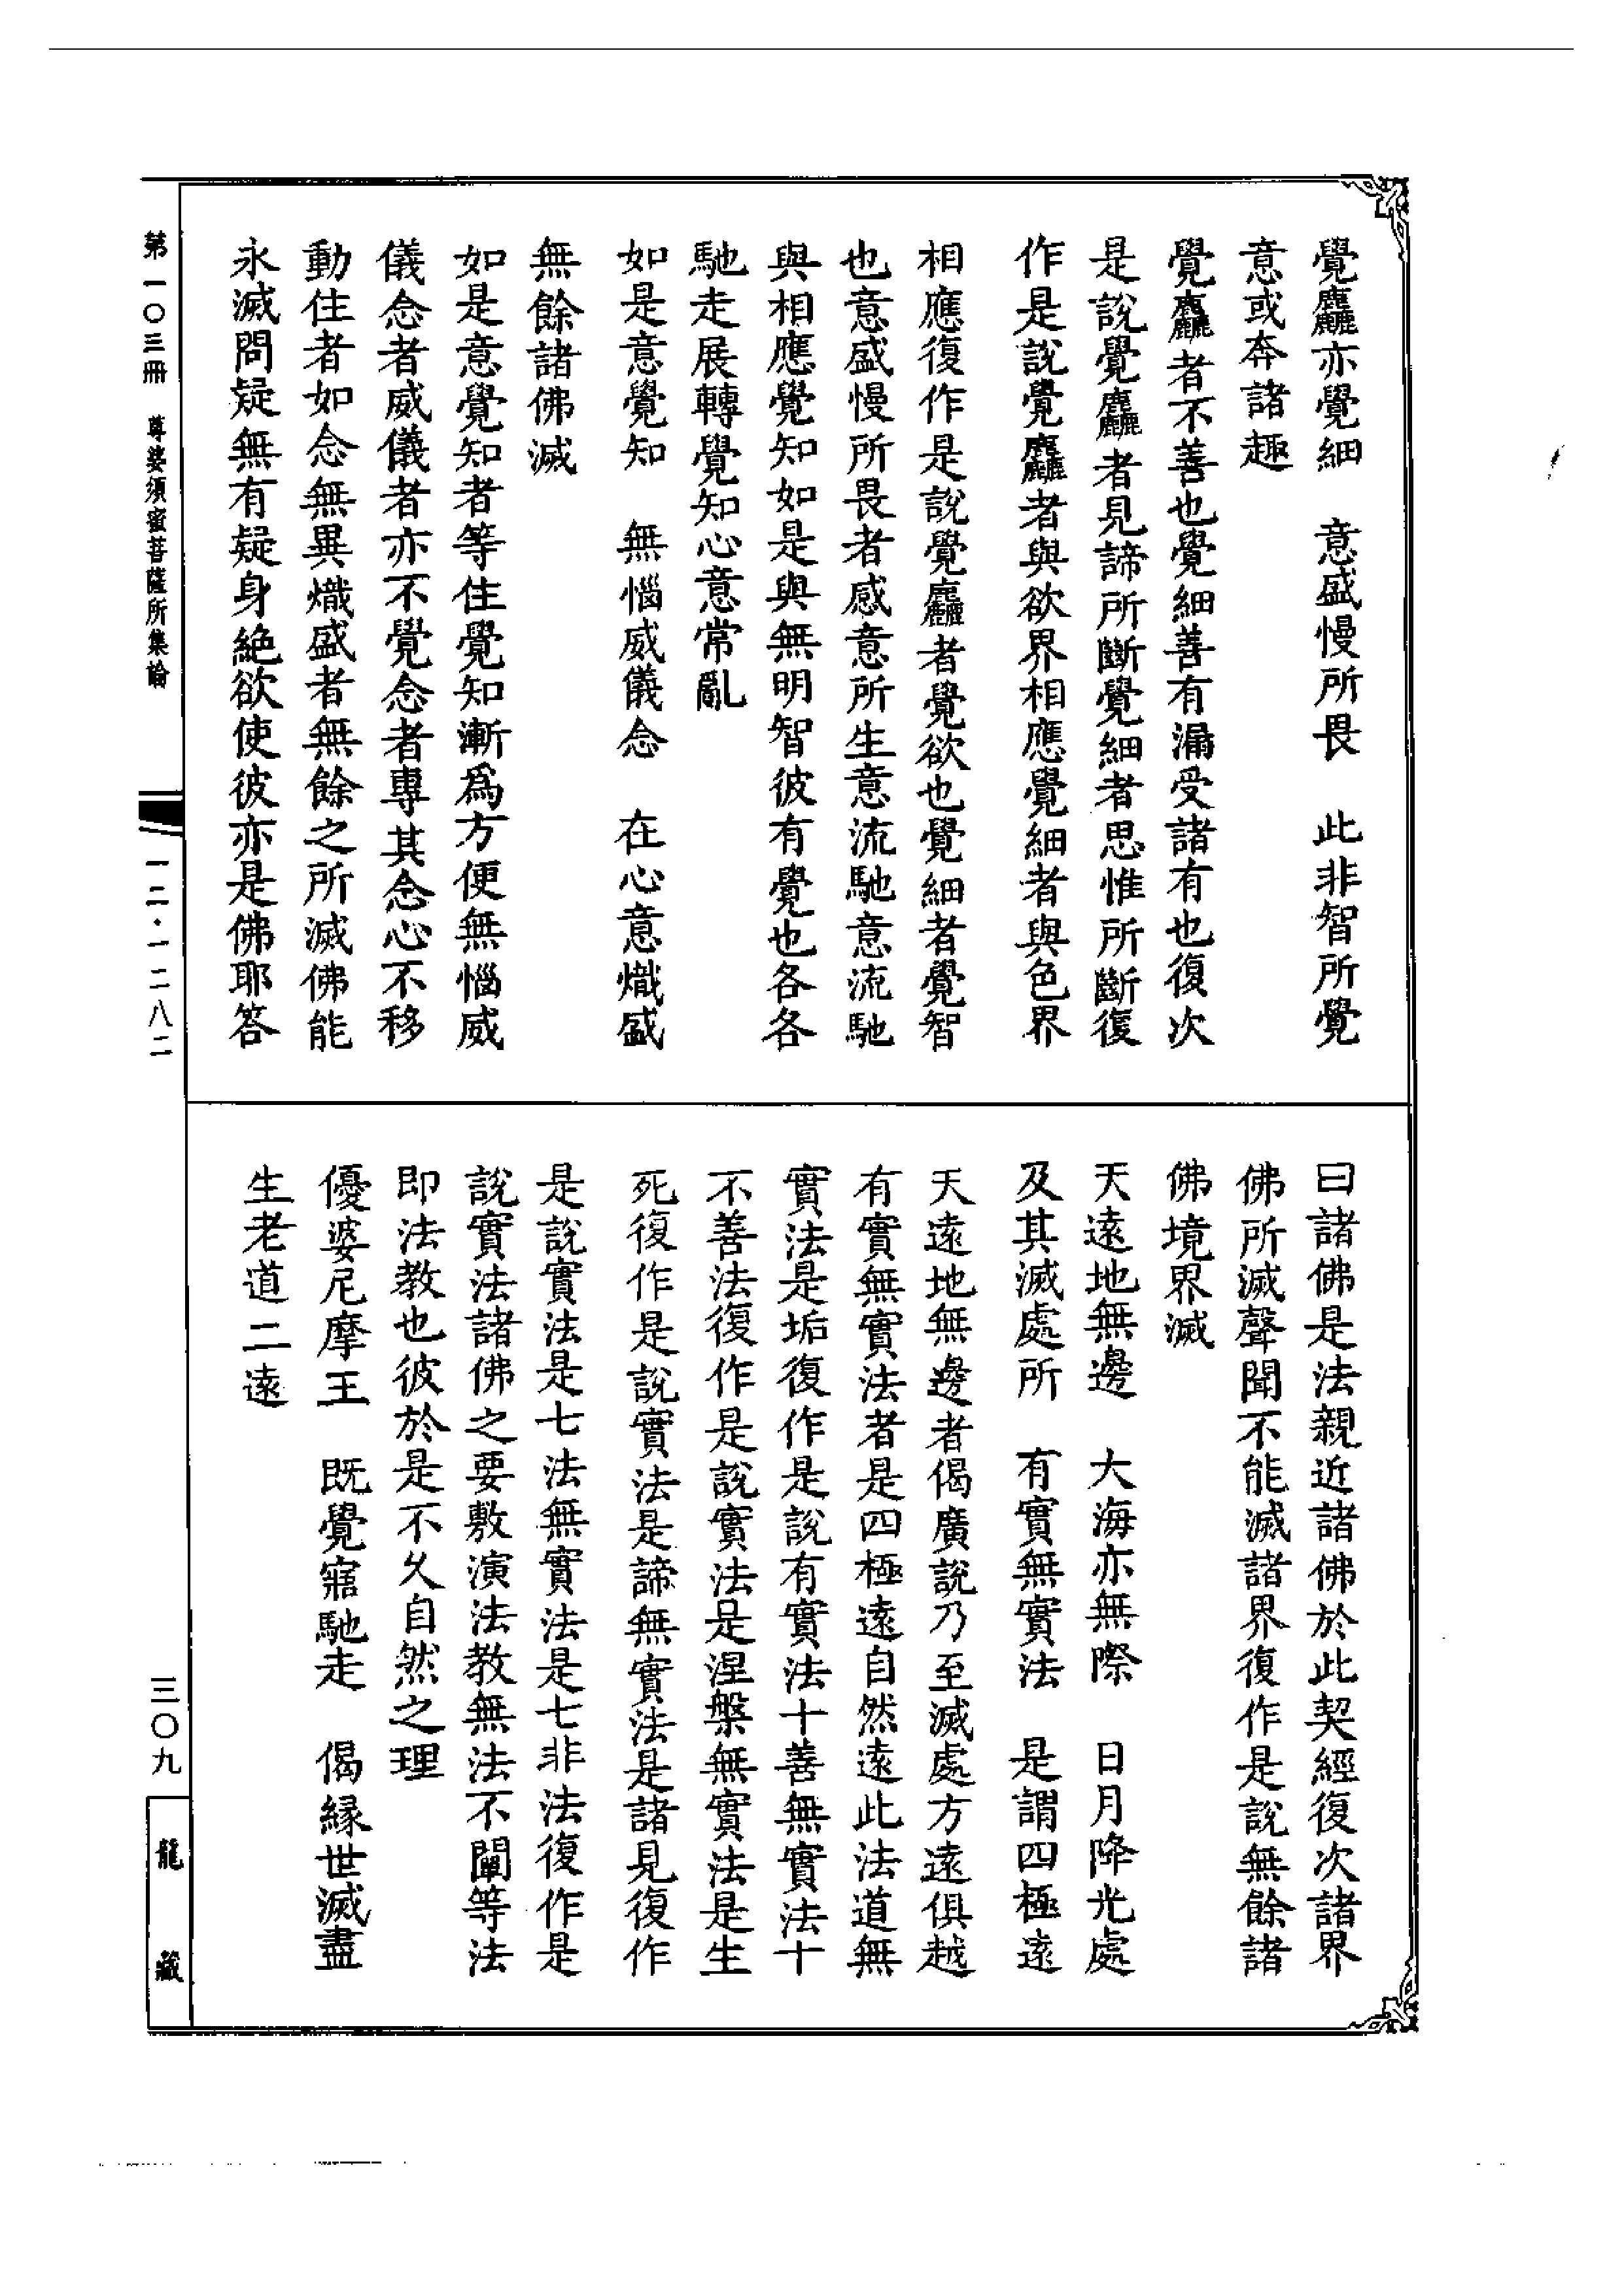 覺麤亦覺細　意盛慢所畏　此非智所覺
意或奔諸趣
覺麤者不善也覺細善有漏受諸有也復次
是說覺麤者見諦所斷覺細者思惟所斷復
作是說覺麤者與欲界相應覺細者與色界
相應復作是說覺麤者覺欲也覺細者覺智
也意盛慢所畏者感意所生意流馳意流馳
與相應覺知如是與無明智彼有覺也各各
馳走展轉覺知心意常亂
如是意覺知　無惱威儀念　在心意熾盛
無餘諸佛滅
如是意覺知者等住覺知漸爲方便無惱威
儀念者威儀者亦不覺念者專其念心不移
動住者如念無異熾盛者無餘之所滅佛能
永滅問疑無有疑身絶欲使彼亦是佛耶答
曰諸佛是法親近諸佛於此契經復次諸界
佛所滅聲聞不能滅諸界復作是說無餘諸
佛境界滅
天遠地無邊　大海亦無際　日月降光處
及其滅處所　有實無實法　是謂四極遠
天遠地無邊者偈廣說乃至滅處方遠俱越
有實無實法者是四極遠自然遠此法道無
實法是垢復作是說有實法十善無實法十
不善法復作是說實法是涅槃無實法是生
死復作是說實法是諦無實法是諸見復作
是說實法是七法無實法是七非法復作是
說實法諸佛之要敷演法教無法不闡等法
即法教也彼於是不久自然之理
優婆尼摩王　既覺寤馳走　偈緣世滅盡
生老道二遠
第一〇三冊　尊婆須蜜菩薩所集論
一二·一二八二
三〇九
龍藏